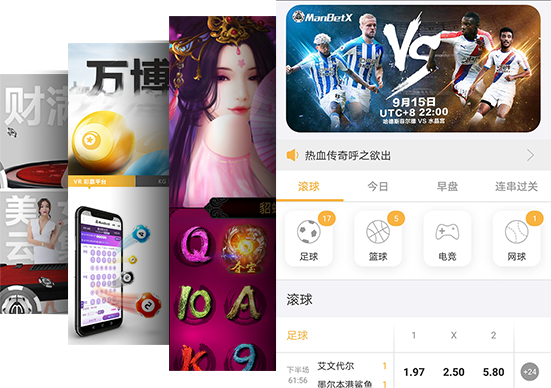 财满
美
云
万博
VR 彩票平台
KG
ManBetX
Q
10
A
K
9
ManBetX
VS
9月15日
UTC+8 22:00
哈德斯菲尔德 VS 水晶宫
热血传奇呼之欲出
滚球 今日 早盘 连串过关
17 5 1
足球 篮球 电竞 网球
滚球
足球 1 X 2
下半场 艾文代尔 1 1.97 2.50 5.80 +24
61:56 墨尔本港鲨鱼 1